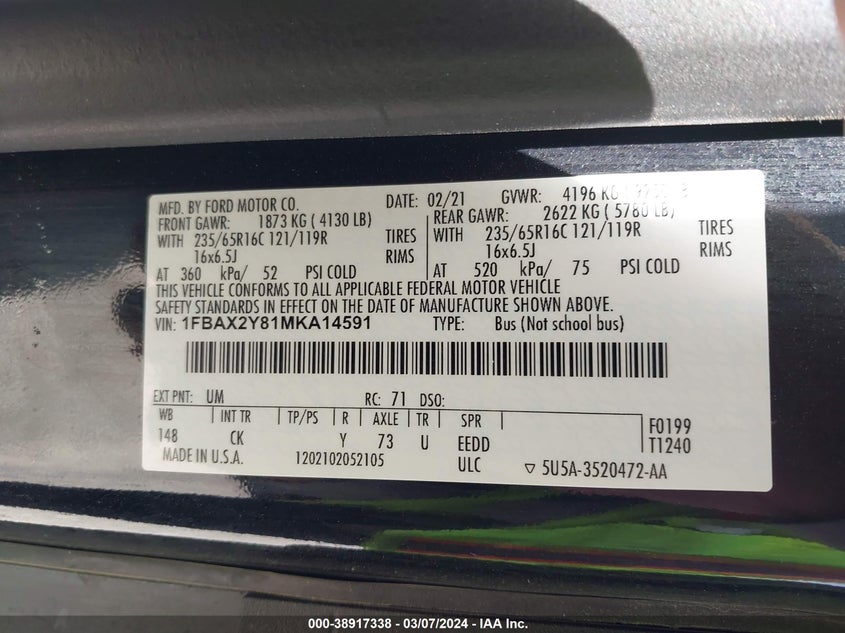 MFD. BY FORD MOTOR CO. DATE: 02/21 GVWR: 4196 KG
FRONT GAWR: 1873 KG ( 4130 LB) REAR GAWR: 2622 KG ( 5780 LB)
WITH 235/65R16C 121/119R TIRES WITH 235/65R16C 121/119R TIRES
16x6.5J RIMS 16x6.5J RIMS
AT 360 kPa/ 52 PSI COLD AT 520 kPa/ 75 PSI COLD
THIS VEHICLE CONFORMS TO ALL APPLICABLE FEDERAL MOTOR VEHICLE
SAFETY STANDARDS IN EFFECT ON THE DATE OF MANUFACTURE SHOWN ABOVE.
VIN: 1FBAX2Y81MKA14591 TYPE: Bus (Not school bus)
EXT PNT: UM RC: 71 DSO:
WB INT TR TP/PS R AXLE TR SPR F0199
148 CK Y 73 U EEDD T1240
MADE IN U.S.A. 1202102052105 ULC ▽ 5U5A-3520472-AA
000-38917338 - 03/07/2024 - IAA Inc.